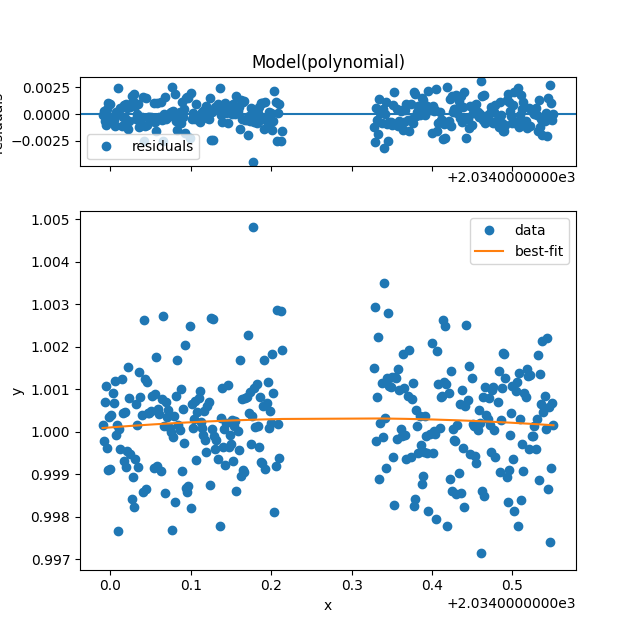 Model(polynomial)
0.0025
0.0000
−0.0025
residuals
+2.0340000000e3
1.005
1.004
1.003
1.002
1.001
1.000
0.999
0.998
0.997
y
data
best-fit
0.0
0.1
0.2
0.3
0.4
0.5
x
+2.0340000000e3